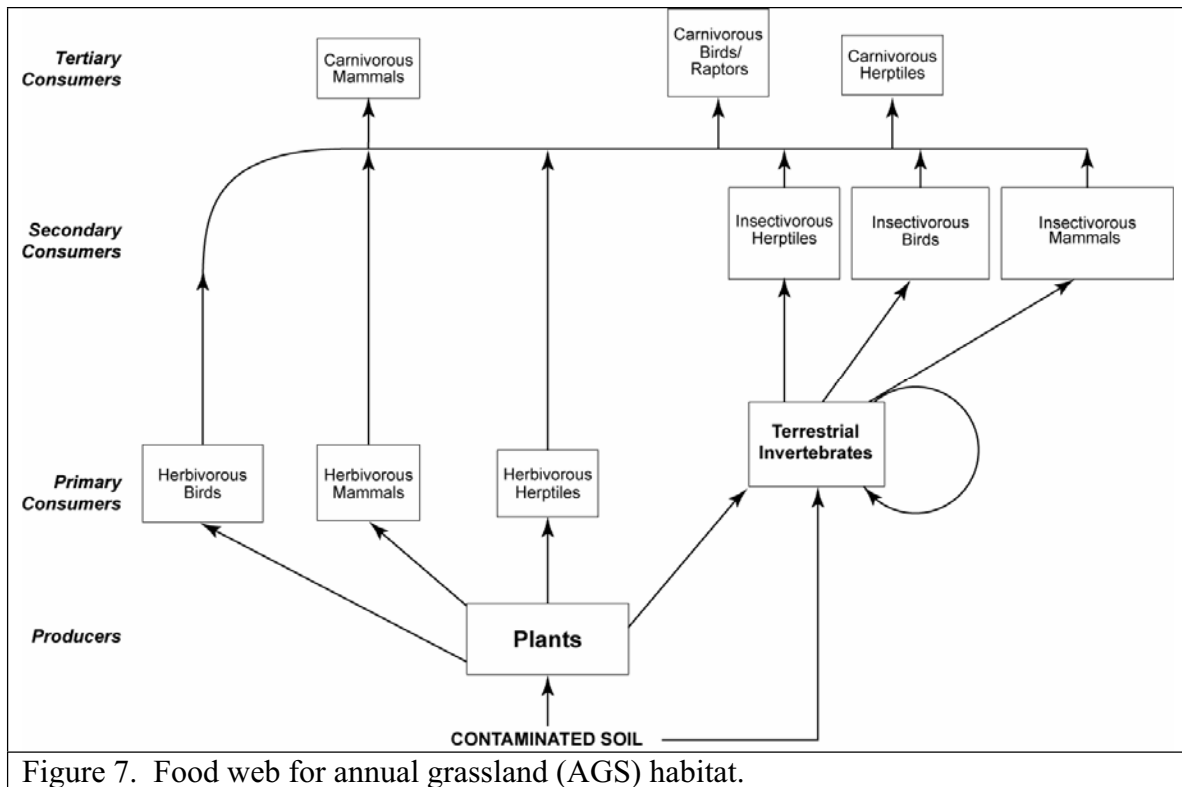 Tertiary
Consumers
Carnivorous
Mammals
Carnivorous
Birds/
Raptors
Carnivorous
Herptiles
Secondary
Consumers
Insectivorous
Herptiles
Insectivorous
Birds
Insectivorous
Mammals
Primary
Consumers
Herbivorous
Birds
Herbivorous
Mammals
Herbivorous
Herptiles
Terrestrial
Invertebrates
Producers
Plants
CONTAMINATED SOIL
Figure 7. Food web for annual grassland (AGS) habitat.